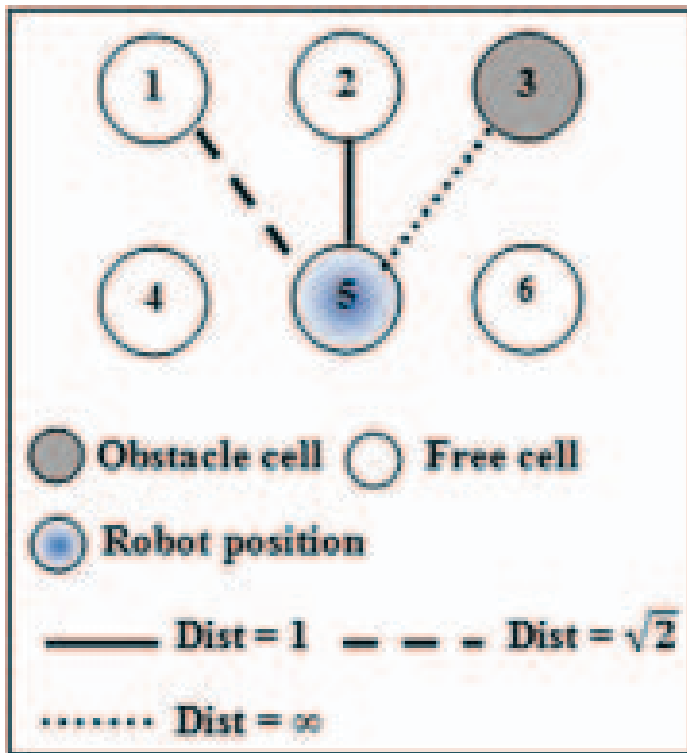 1 2 3
4 5 6
Obstacle cell Free cell
Robot position
Dist = 1 Dist = √2
Dist = ∞